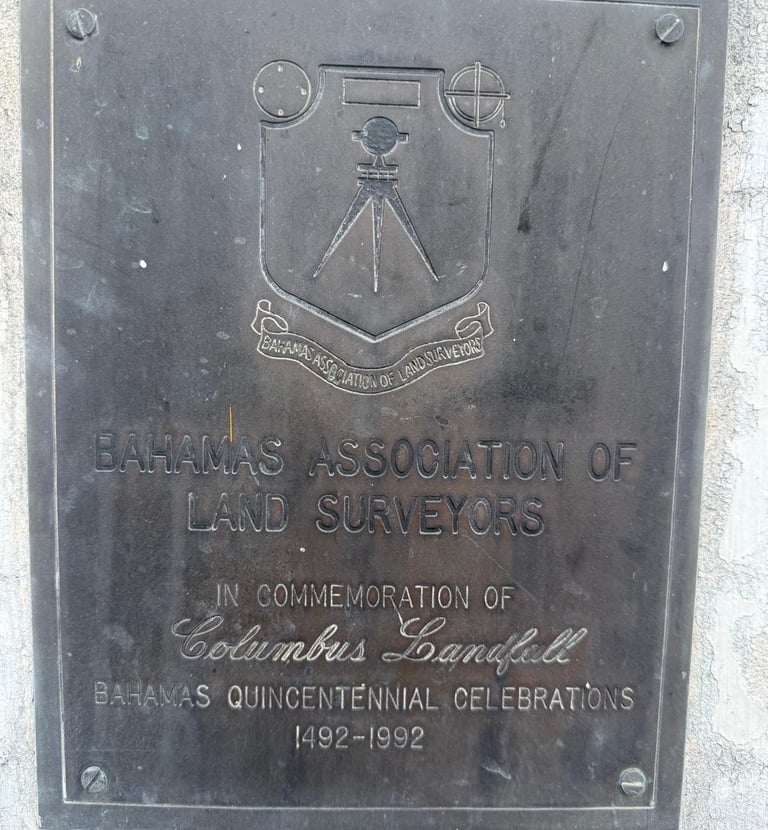 BAHAMAS ASSOCIATION OF LAND SURVEYORS
BAHAMAS ASSOCIATION OF
LAND SURVEYORS
IN COMMEMORATION OF
Columbus Landfall
BAHAMAS QUINCENTENNIAL CELEBRATIONS
1492-1992